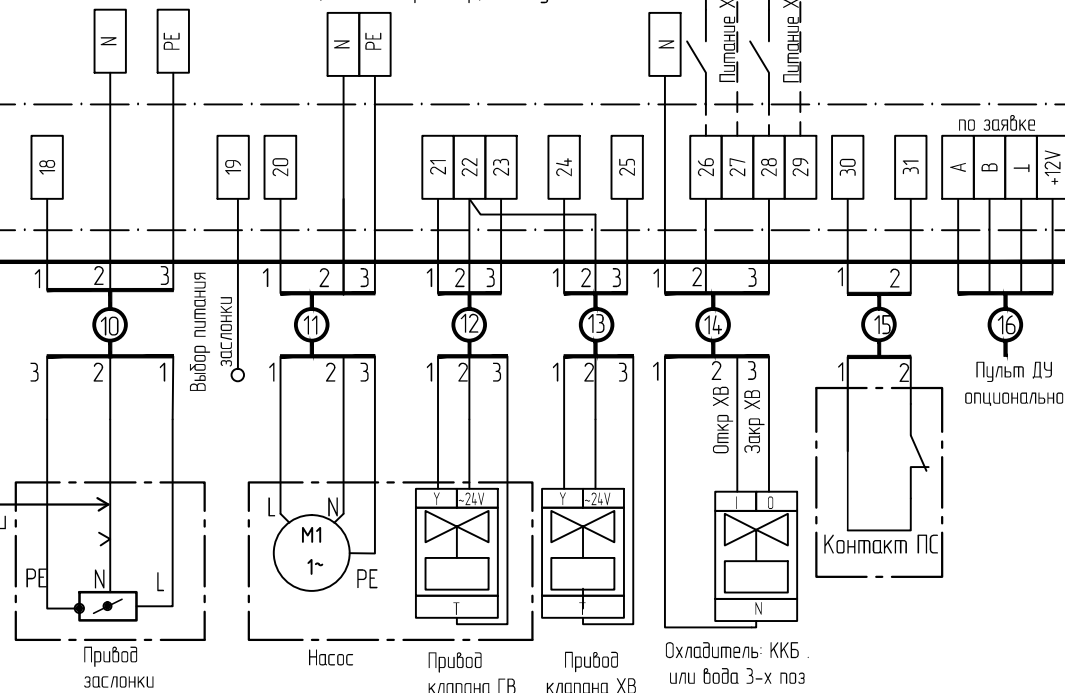 N PE N PE N Питание Х Питание Х
по заявке
18 19 20 21 22 23 24 25 26 27 28 29 30 31 A B ⊥ +12V
1 2 3 1 2 3 1 2 3 1 2 3 1 2 3 1 2
Выбор питания
заслонки
10 11 12 13 14 15 16
3 2 1 1 2 3 1 2 3 1 2 3 1 2 3 1 2
Пульт ДУ
опционально
Откр ХВ
Закр ХВ
Y ~24V Y ~24V I 0
L N
M1
1~
PE
PE N L
T T N
Контакт ПС
Привод
заслонки
Насос
Привод
клапана ГВ
Привод
клапана ХВ
Охладитель: ККБ .
или вода 3-х поз